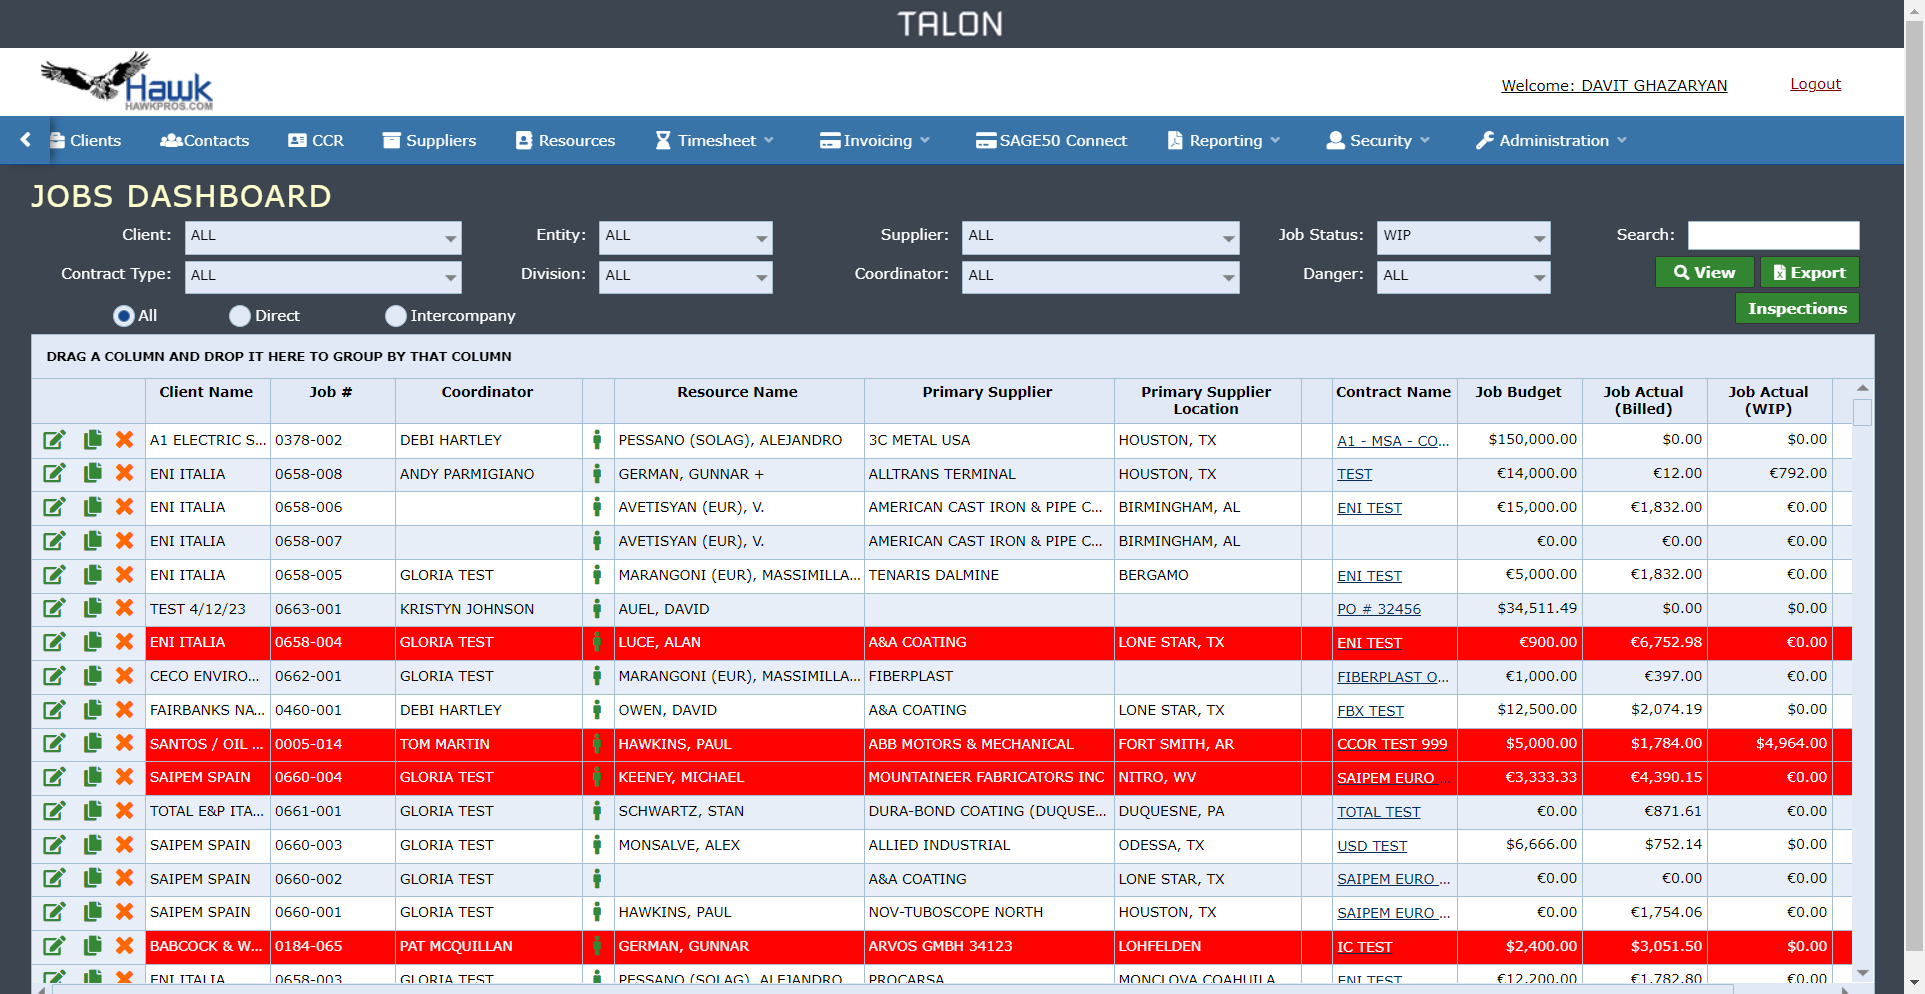 TALON
Hawk
HAWKPROS.COM
Welcome: DAVIT GHAZARYAN
Logout
Clients Contacts CCR Suppliers Resources Timesheet Invoicing SAGE50 Connect Reporting Security Administration
JOBS DASHBOARD
Client: ALL Entity: ALL Supplier: ALL Job Status: WIP Search:
Contract Type: ALL Division: ALL Coordinator: ALL Danger: ALL View Export
All Direct Intercompany Inspections
DRAG A COLUMN AND DROP IT HERE TO GROUP BY THAT COLUMN
Client Name Job # Coordinator Resource Name Primary Supplier Primary Supplier Location Contract Name Job Budget Job Actual (Billed) Job Actual (WIP)
A1 ELECTRIC S... 0378-002 DEBI HARTLEY PESSANO (SOLAG), ALEJANDRO 3C METAL USA HOUSTON, TX A1 - MSA - CO... $150,000.00 $0.00 $0.00
ENI ITALIA 0658-008 ANDY PARMIGIANO GERMAN, GUNNAR + ALLTRANS TERMINAL HOUSTON, TX TEST €14,000.00 €12.00 €792.00
ENI ITALIA 0658-006 AVETISYAN (EUR), V. AMERICAN CAST IRON & PIPE C... BIRMINGHAM, AL ENI TEST €15,000.00 €1,832.00 €0.00
ENI ITALIA 0658-007 AVETISYAN (EUR), V. AMERICAN CAST IRON & PIPE C... BIRMINGHAM, AL €0.00 €0.00 €0.00
ENI ITALIA 0658-005 GLORIA TEST MARANGONI (EUR), MASSIMILLA... TENARIS DALMINE BERGAMO ENI TEST €5,000.00 €1,832.00 €0.00
TEST 4/12/23 0663-001 KRISTYN JOHNSON AUEL, DAVID PO # 32456 $34,511.49 $0.00 $0.00
ENI ITALIA 0658-004 GLORIA TEST LUCE, ALAN A&A COATING LONE STAR, TX ENI TEST €900.00 €6,752.98 €0.00
CECO ENVIRO... 0662-001 GLORIA TEST MARANGONI (EUR), MASSIMILLA... FIBERPLAST FIBERPLAST O... €1,000.00 €397.00 €0.00
FAIRBANKS NA... 0460-001 DEBI HARTLEY OWEN, DAVID A&A COATING LONE STAR, TX FBX TEST $12,500.00 $2,074.19 $0.00
SANTOS / OIL ... 0005-014 TOM MARTIN HAWKINS, PAUL ABB MOTORS & MECHANICAL FORT SMITH, AR CCOR TEST 999 $5,000.00 $1,784.00 $4,964.00
SAIPEM SPAIN 0660-004 GLORIA TEST KEENEY, MICHAEL MOUNTAINEER FABRICATORS INC NITRO, WV SAIPEM EURO ... €3,333.33 €4,390.15 €0.00
TOTAL E&P ITA... 0661-001 GLORIA TEST SCHWARTZ, STAN DURA-BOND COATING (DUQUSE... DUQUESNE, PA TOTAL TEST €0.00 €871.61 €0.00
SAIPEM SPAIN 0660-003 GLORIA TEST MONSALVE, ALEX ALLIED INDUSTRIAL ODESSA, TX USD TEST $6,666.00 $752.14 $0.00
SAIPEM SPAIN 0660-002 GLORIA TEST A&A COATING LONE STAR, TX SAIPEM EURO ... €0.00 €0.00 €0.00
SAIPEM SPAIN 0660-001 GLORIA TEST HAWKINS, PAUL NOV-TUBOSCOPE NORTH HOUSTON, TX SAIPEM EURO ... €0.00 €1,754.06 €0.00
BABCOCK & W... 0184-065 PAT MCQUILLAN GERMAN, GUNNAR ARVOS GMBH 34123 LOHFELDEN IC TEST $2,400.00 $3,051.50 $0.00
ENI ITALIA 0658-003 GLORIA TEST PESSANO (SOLAG), ALEJANDRO PROCARSA MONCLOVA COAHUILA ENI TEST €12,200.00 €1,782.80 €0.00